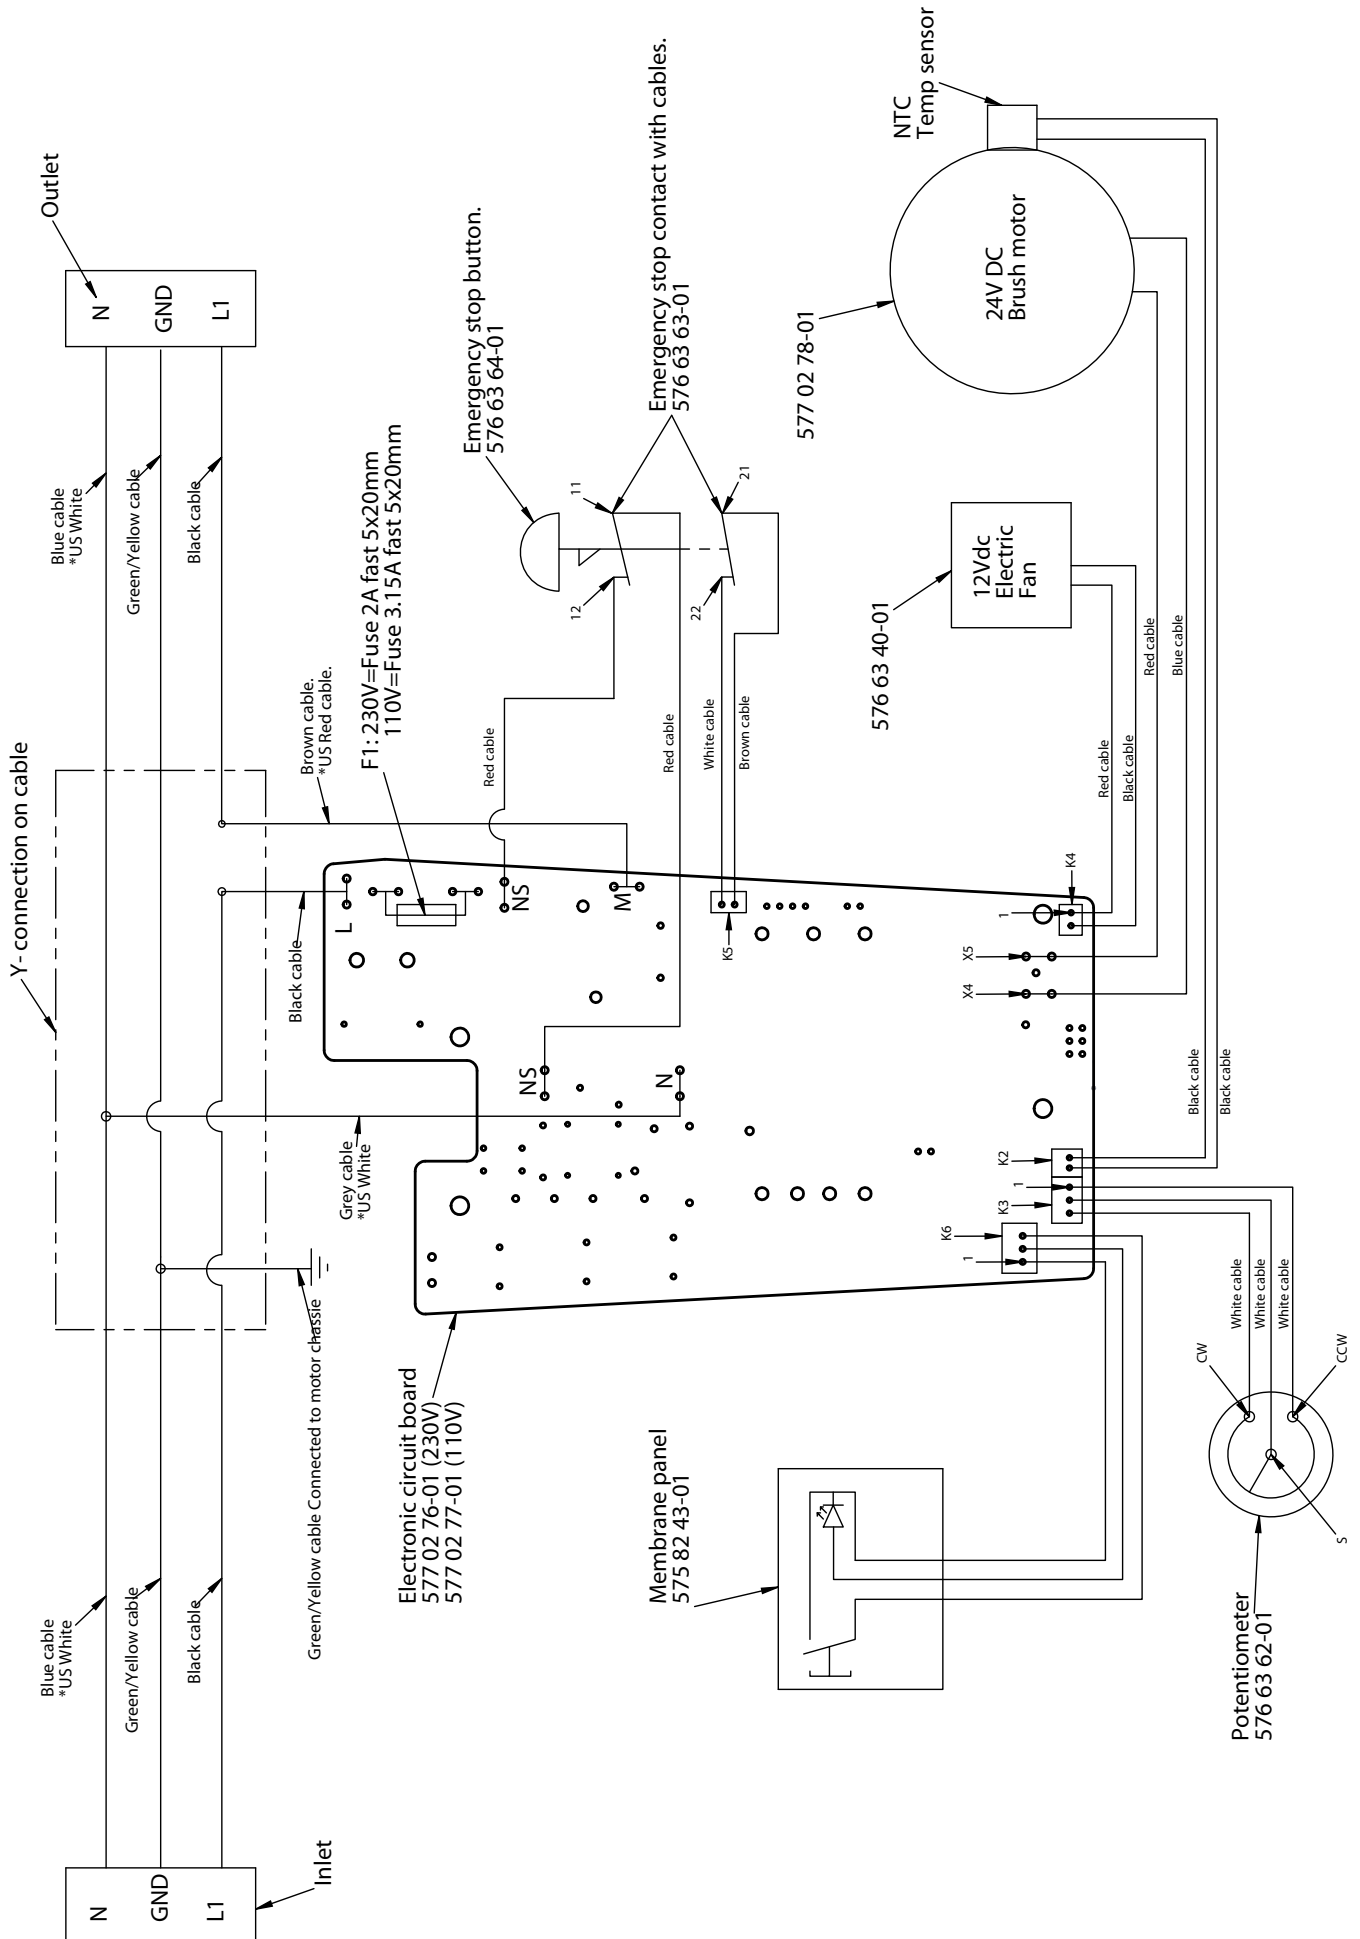 Inlet
N
GND
L1
Blue cable
*US White
Green/Yellow cable
Black cable
Y- connection on cable
Green/Yellow cable Connected to motor chassie
Grey cable
*US White
Black cable
Brown cable.
*US Red cable.
Blue cable
*US White
Green/Yellow cable
Black cable
Outlet
N
GND
L1
F1: 230V=Fuse 2A fast 5x20mm
110V=Fuse 3.15A fast 5x20mm
Emergency stop button.
576 63 64-01
Emergency stop contact with cables.
576 63 63-01
11
12
21
22
Red cable
Red cable
White cable
Brown cable
L
NS
M
NS
N
K5
Electronic circuit board
577 02 76-01 (230V)
577 02 77-01 (110V)
Membrane panel
575 82 43-01
K6
1
K3
1
K2
X4
X5
1
K4
576 63 40-01
12Vdc
Electric
Fan
577 02 78-01
24V DC
Brush motor
NTC
Temp sensor
Red cable
Black cable
Red cable
Blue cable
Black cable
Black cable
White cable
White cable
White cable
CW
CCW
S
Potentiometer
576 63 62-01